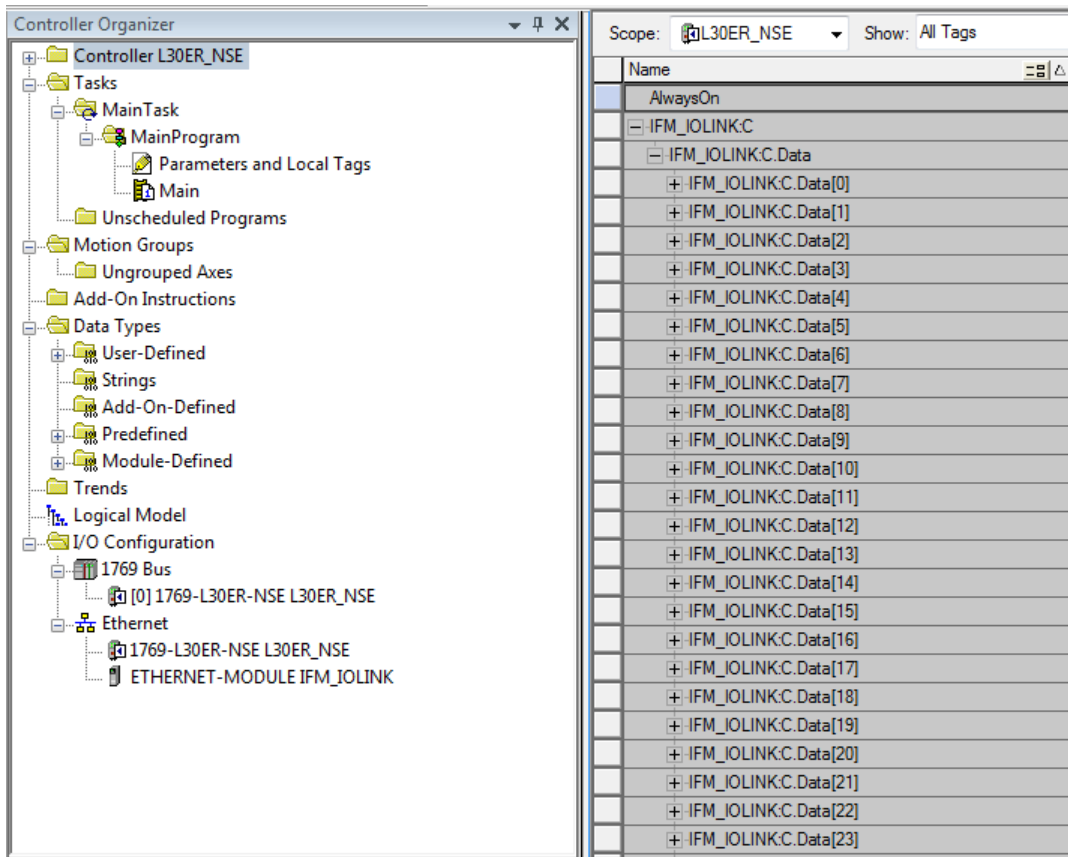 Controller Organizer
Controller L30ER_NSE
Tasks
MainTask
MainProgram
Parameters and Local Tags
Main
Unscheduled Programs
Motion Groups
Ungrouped Axes
Add-On Instructions
Data Types
User-Defined
Strings
Add-On-Defined
Predefined
Module-Defined
Trends
Logical Model
I/O Configuration
1769 Bus
[0] 1769-L30ER-NSE L30ER_NSE
Ethernet
1769-L30ER-NSE L30ER_NSE
ETHERNET-MODULE IFM_IOLINK
Scope: L30ER_NSE Show: All Tags
Name
AlwaysOn
IFM_IOLINK:C
IFM_IOLINK:C.Data
IFM_IOLINK:C.Data[0]
IFM_IOLINK:C.Data[1]
IFM_IOLINK:C.Data[2]
IFM_IOLINK:C.Data[3]
IFM_IOLINK:C.Data[4]
IFM_IOLINK:C.Data[5]
IFM_IOLINK:C.Data[6]
IFM_IOLINK:C.Data[7]
IFM_IOLINK:C.Data[8]
IFM_IOLINK:C.Data[9]
IFM_IOLINK:C.Data[10]
IFM_IOLINK:C.Data[11]
IFM_IOLINK:C.Data[12]
IFM_IOLINK:C.Data[13]
IFM_IOLINK:C.Data[14]
IFM_IOLINK:C.Data[15]
IFM_IOLINK:C.Data[16]
IFM_IOLINK:C.Data[17]
IFM_IOLINK:C.Data[18]
IFM_IOLINK:C.Data[19]
IFM_IOLINK:C.Data[20]
IFM_IOLINK:C.Data[21]
IFM_IOLINK:C.Data[22]
IFM_IOLINK:C.Data[23]